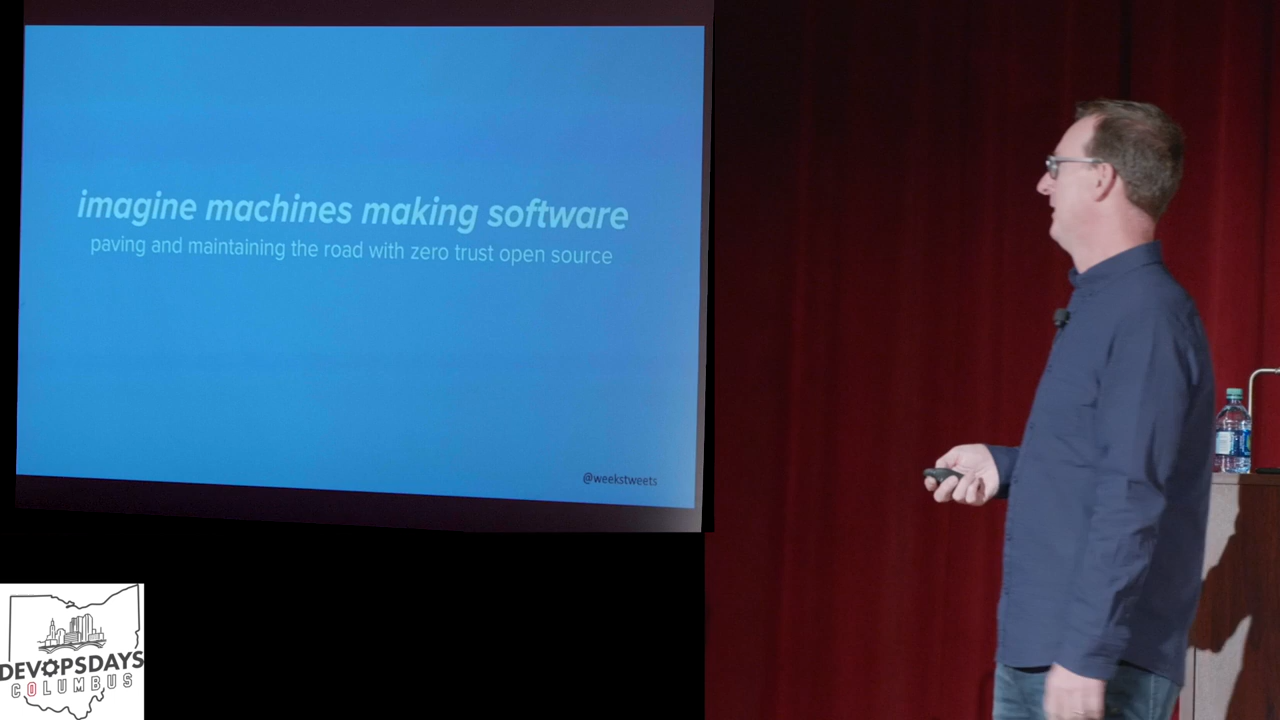 imagine machines making software
paving and maintaining the road with zero trust open source
@weekstweets
DEVOPSDAYS
COLUMBUS